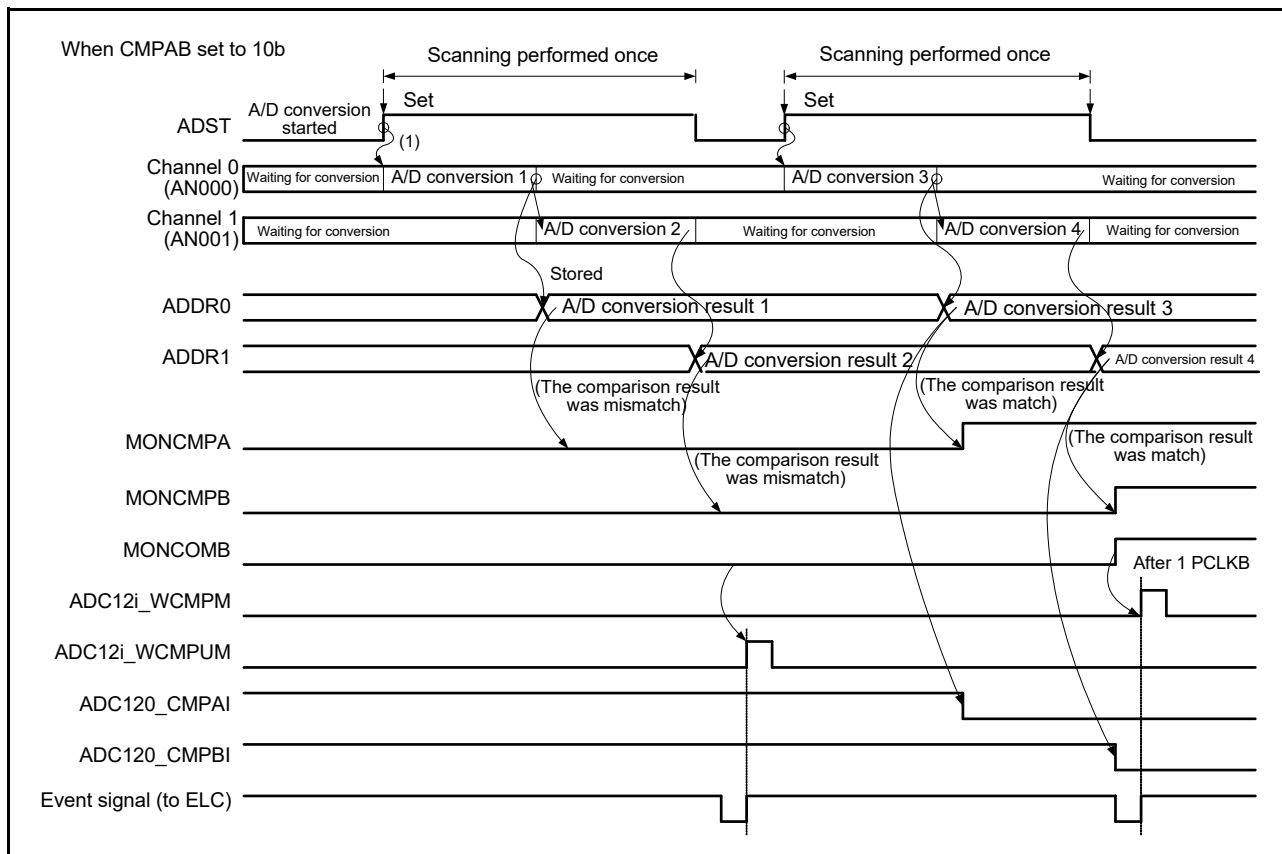 When CMPAB set to 10b
Scanning performed once
Scanning performed once
A/D conversion
started
Set
Set
ADST
(1)
Channel 0
(AN000)
Waiting for conversion
A/D conversion 1
Waiting for conversion
A/D conversion 3
Waiting for conversion
Channel 1
(AN001)
Waiting for conversion
A/D conversion 2
Waiting for conversion
A/D conversion 4
Waiting for conversion
Stored
ADDR0
A/D conversion result 1
A/D conversion result 3
ADDR1
A/D conversion result 2
A/D conversion result 4
(The comparison result
was mismatch)
(The comparison result
was match)
MONCMPA
(The comparison result
was mismatch)
(The comparison result
was match)
MONCMPB
MONCOMB
After 1 PCLKB
ADC12i_WCMPM
ADC12i_WCMPUM
ADC120_CMPAI
ADC120_CMPBI
Event signal (to ELC)